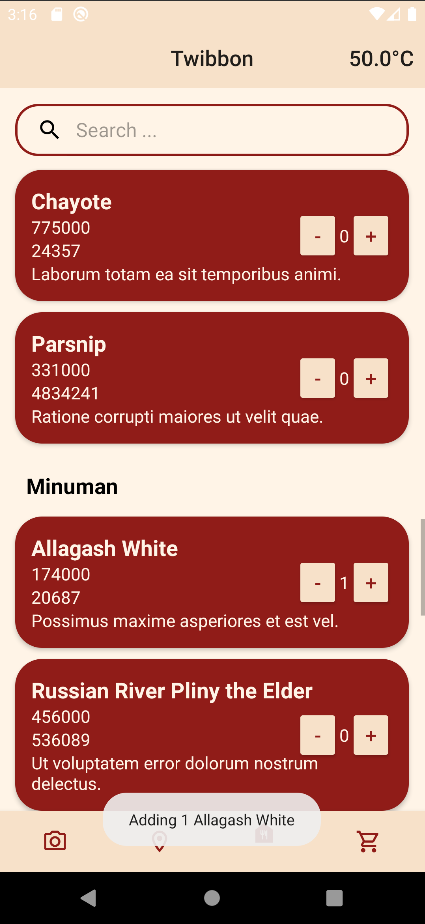 3:16
Twibbon
50.0°C
Search ...
Chayote
775000
24357
- 0 +
Laborum totam ea sit temporibus animi.
Parsnip
331000
4834241
- 0 +
Ratione corrupti maiores ut velit quae.
Minuman
Allagash White
174000
20687
- 1 +
Possimus maxime asperiores et est vel.
Russian River Pliny the Elder
456000
536089
- 0 +
Ut voluptatem error dolorum nostrum
delectus.
Adding 1 Allagash White